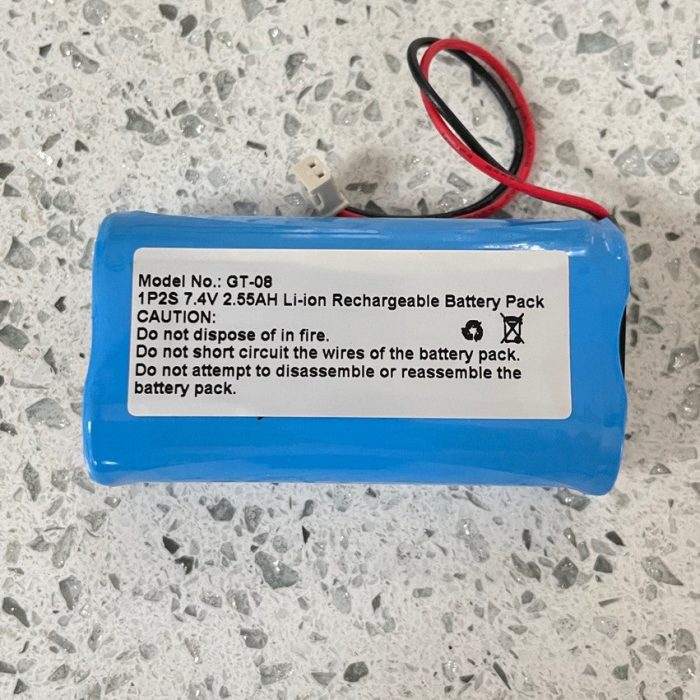 Model No.: GT-08
1P2S 7.4V 2.55AH Li-ion Rechargeable Battery Pack
CAUTION:
Do not dispose of in fire.
Do not short circuit the wires of the battery pack.
Do not attempt to disassemble or reassemble the
battery pack.